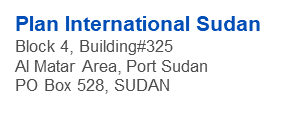 Plan International Sudan
Block 4, Building#325
Al Matar Area, Port Sudan
PO Box 528, SUDAN